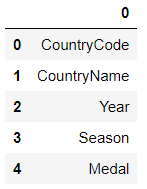 0
0 CountryCode
1 CountryName
2 Year
3 Season
4 Medal